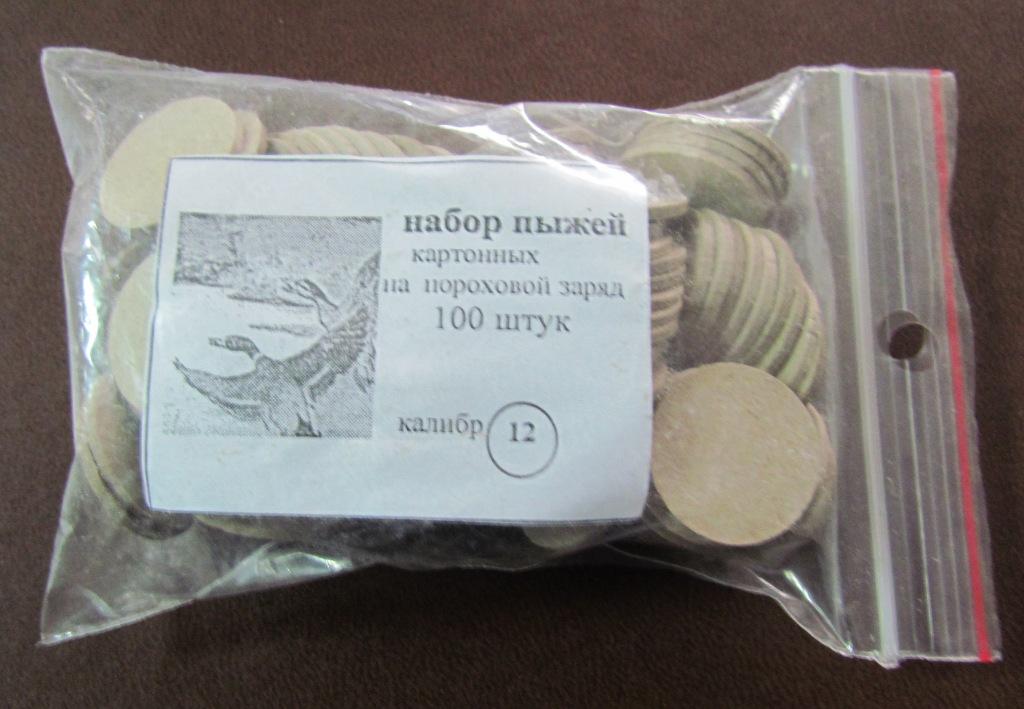 набор пыжей
картонных
на пороховой заряд
100 штук
калибр 12